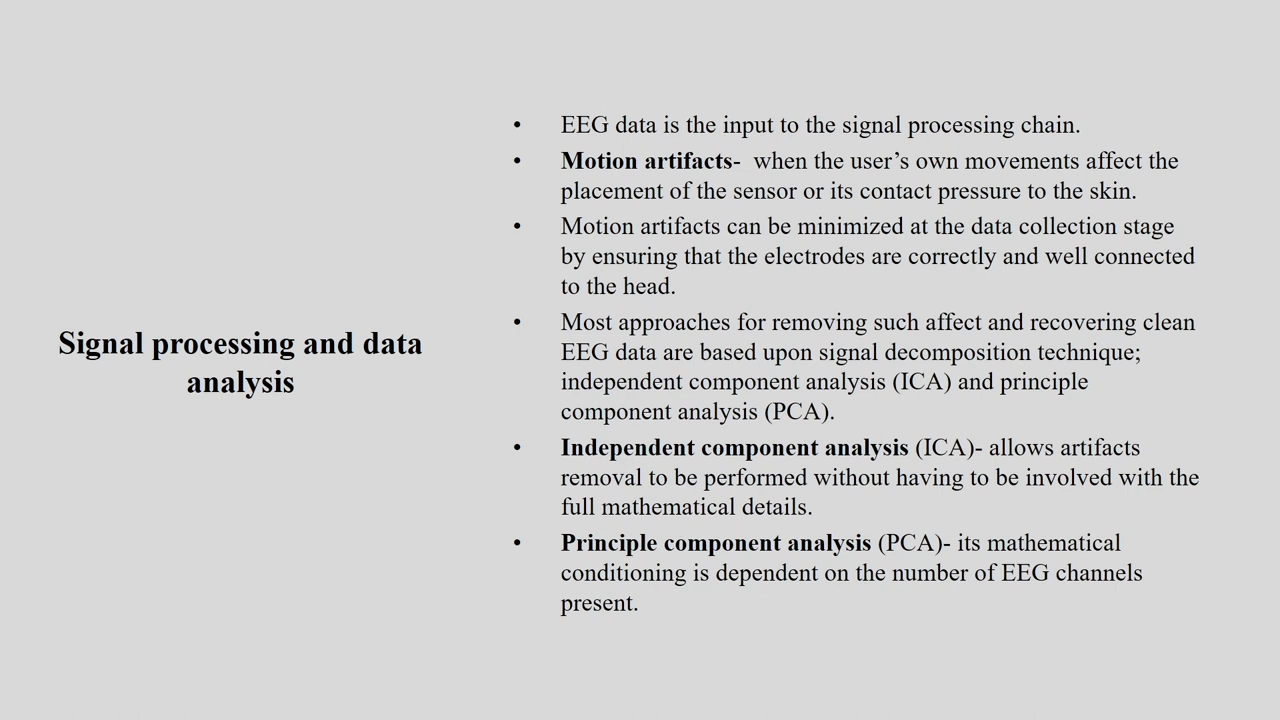 Signal processing and data
analysis
• EEG data is the input to the signal processing chain.
• Motion artifacts-  when the user’s own movements affect the
placement of the sensor or its contact pressure to the skin.
• Motion artifacts can be minimized at the data collection stage
by ensuring that the electrodes are correctly and well connected
to the head.
• Most approaches for removing such affect and recovering clean
EEG data are based upon signal decomposition technique;
independent component analysis (ICA) and principle
component analysis (PCA).
• Independent component analysis (ICA)- allows artifacts
removal to be performed without having to be involved with the
full mathematical details.
• Principle component analysis (PCA)- its mathematical
conditioning is dependent on the number of EEG channels
present.